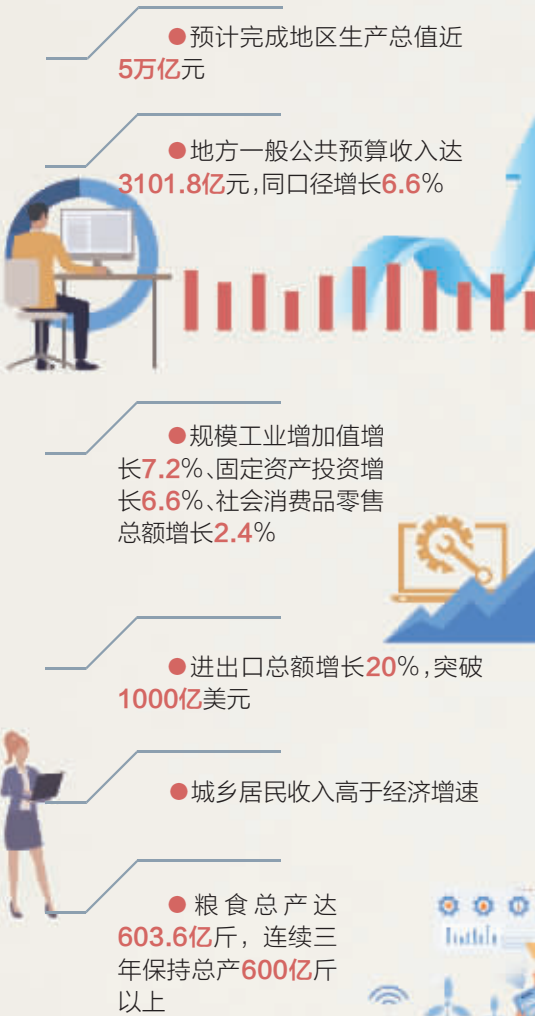 ●预计完成地区生产总值近
5万亿元
●地方一般公共预算收入达
3101.8亿元,同口径增长6.6%
●规模工业增加值增
长7.2%、固定资产投资增
长6.6%、社会消费品零售
总额增长2.4%
●进出口总额增长20%,突破
1000亿美元
●城乡居民收入高于经济增速
●粮食总产达
603.6亿斤，连续三
年保持总产600亿斤
以上